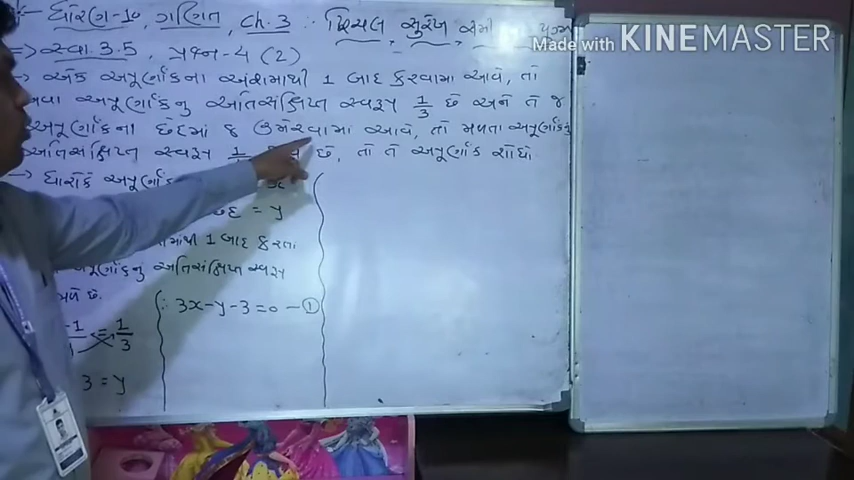 ધોરણ-10, ગણિત, Ch.3 : દ્વિચલ સુરેખ સમી
Made with KINEMASTER
=> સ્વા 3.5, પ્રશ્ન-4 (2)
→ એક અપૂર્ણાંકના અંશમાંથી 1 બાદ કરવામાં આવે, તો
નવા અપૂર્ણાંકનુ અતિસંક્ષિપ્ત સ્વરૂપ 1/3 છે અને તે જ
અપૂર્ણાંકના છેદમાં 8 ઉમેરવામા આવે, તો મળતા અપૂર્ણાંકનું
અતિસંક્ષિપ્ત સ્વરૂપ છે, તો તે અપૂર્ણાંક શોધો.
→ ધારોકે અપૂર્ણાંક x
છેદ = y
માંથી 1 બાદ કરતા
અપૂર્ણાંકનું અતિસંક્ષિપ્ત સ્વરૂપ
મળે છે.
-1 = 1/3
3 = y
∴ 3x-y-3=0 —①